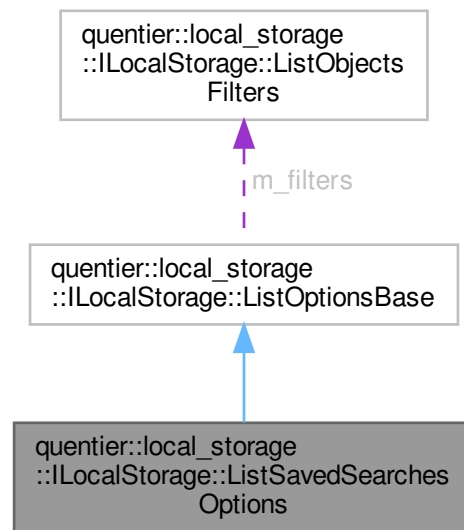 quentier::local_storage
::ILocalStorage::ListObjects
Filters
m_filters
quentier::local_storage
::ILocalStorage::ListOptionsBase
quentier::local_storage
::ILocalStorage::ListSavedSearches
Options